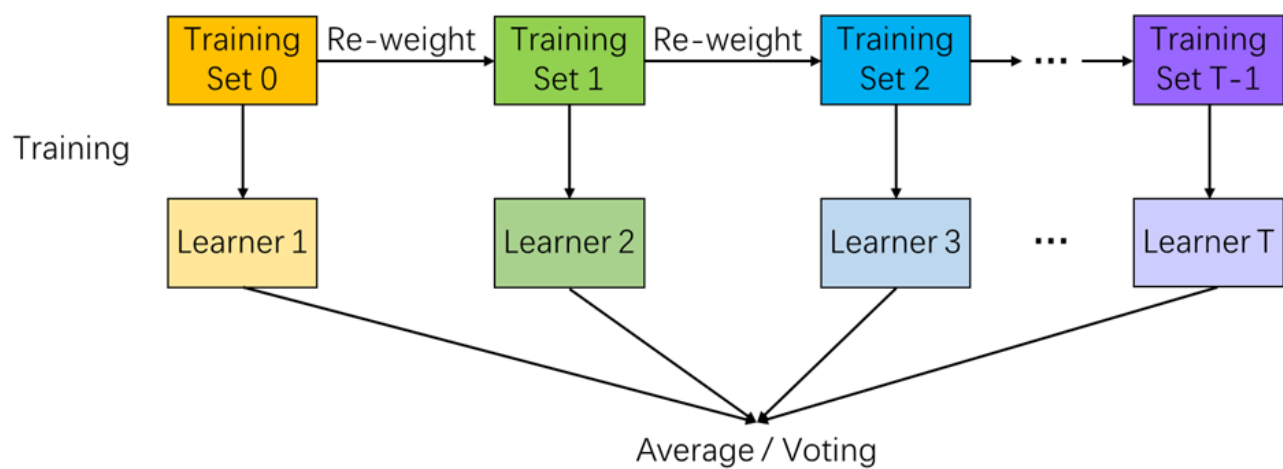 Training
Set 0
Re-weight
Training
Set 1
Re-weight
Training
Set 2
...
Training
Set T-1
Training
Learner 1
Learner 2
Learner 3
...
Learner T
Average / Voting